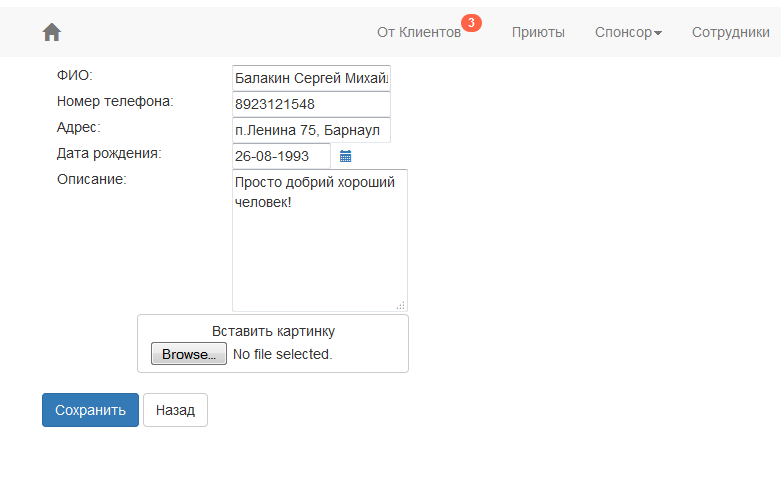 От Клиентов 3 Приюты Спонсор Сотрудники
ФИО: Балакин Сергей Михай
Номер телефона: 8923121548
Адрес: п.Ленина 75, Барнаул
Дата рождения: 26-08-1993
Описание: Просто добрий хороший
человек!
Вставить картинку
Browse... No file selected.
Сохранить Назад